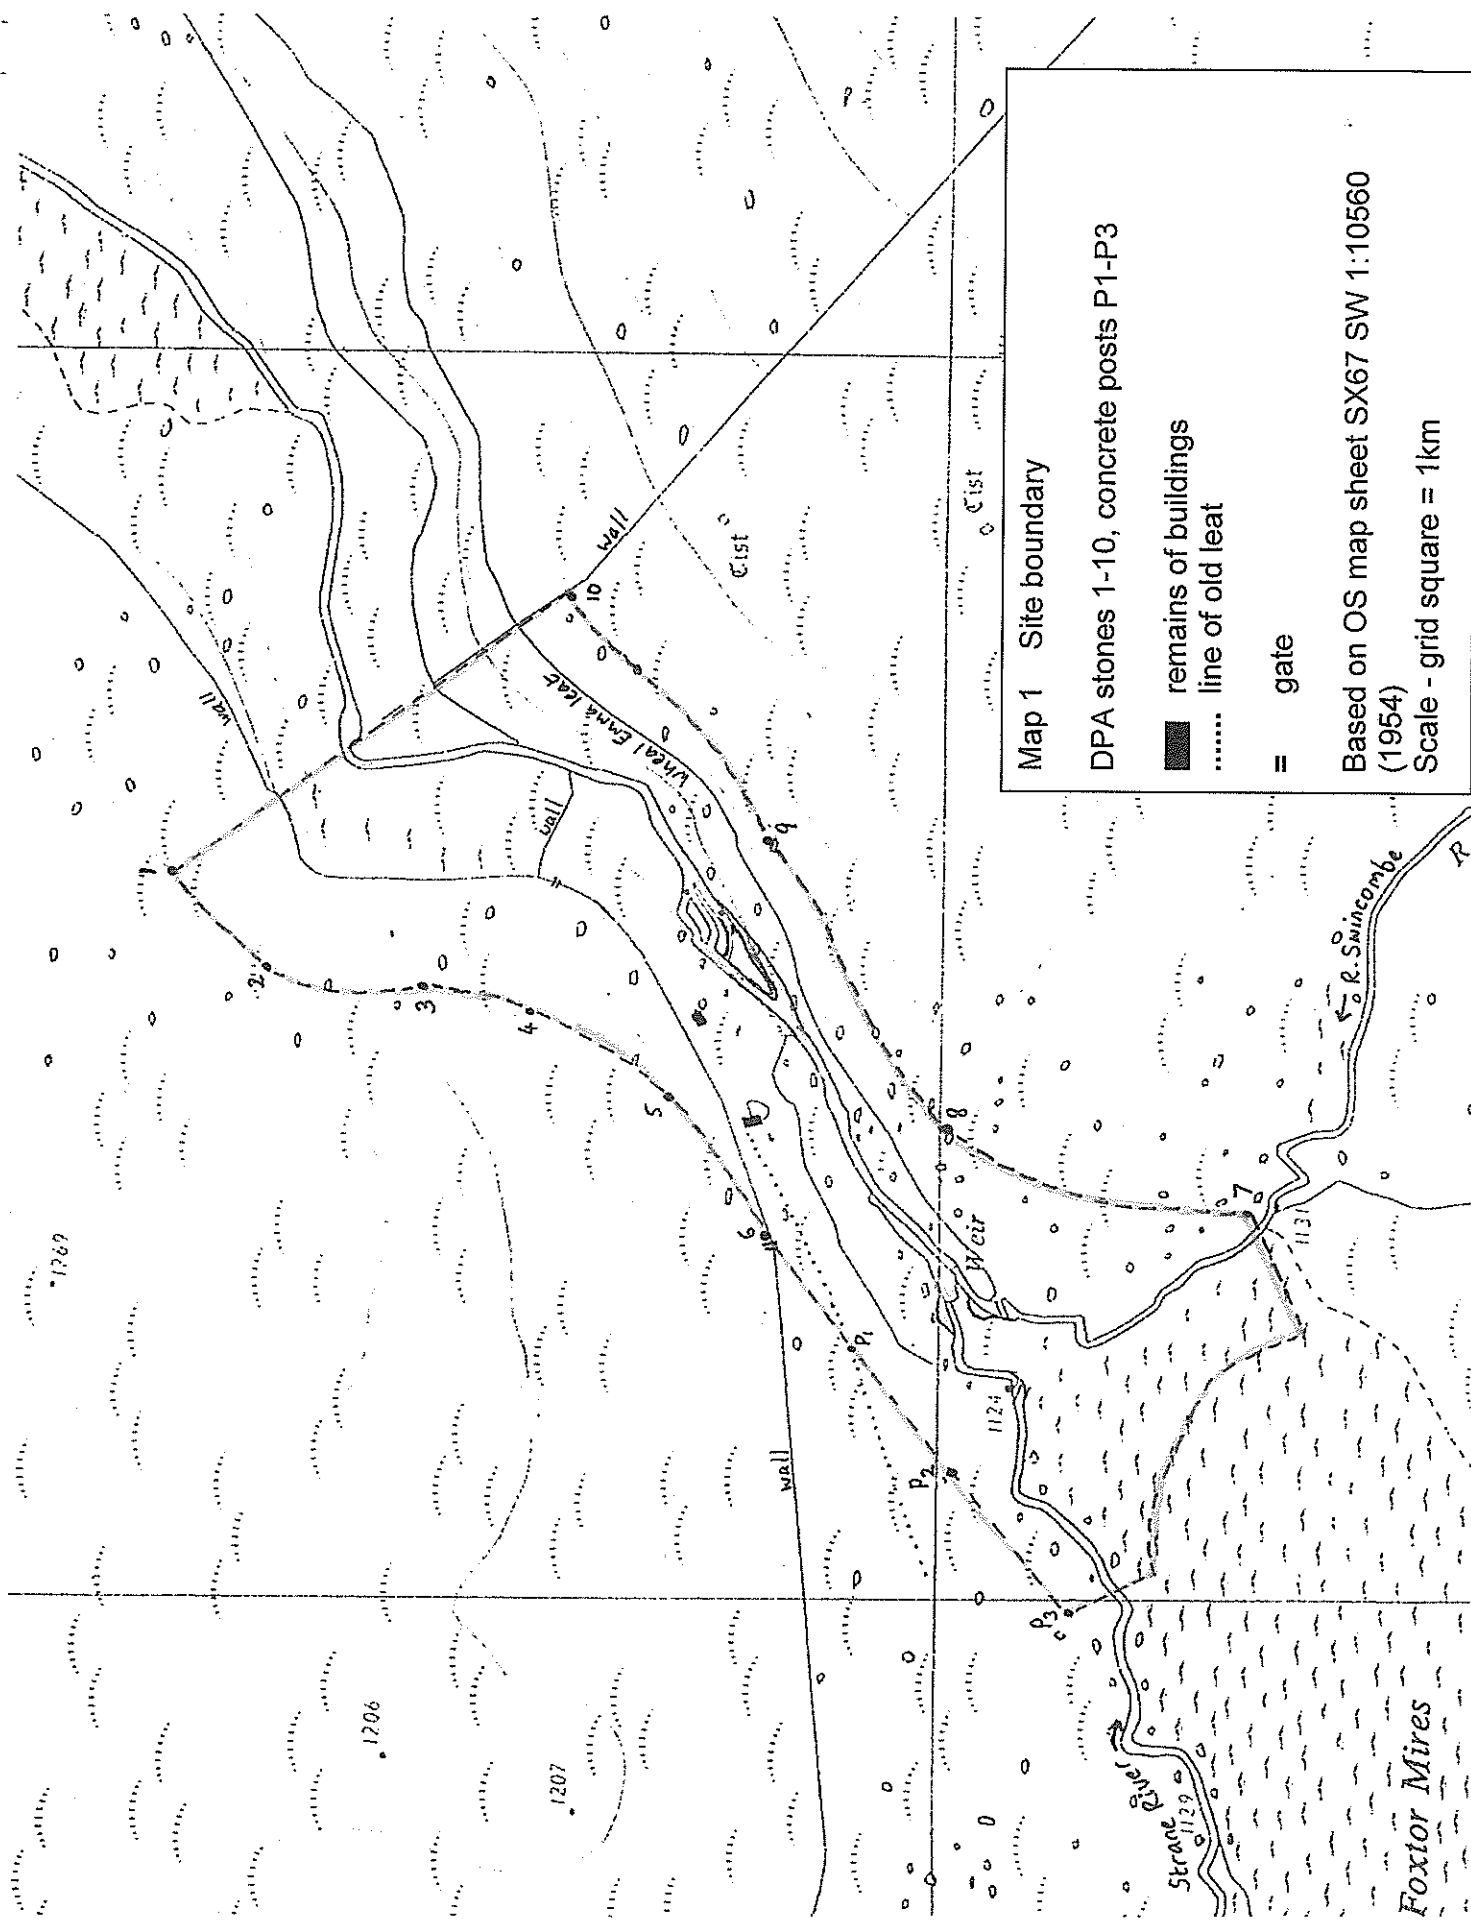 Map 1 Site boundary
DPA stones 1-10, concrete posts P1-P3
remains of buildings
...... line of old leat
= gate
Based on OS map sheet SX67 SW 1:10560
(1954)
Scale - grid square = 1km
1269
1206
1207
wall
wall
wall
wall
Wheal Emma leat
Cist
Cist
1
2
3
4
5
6
P1
P2
P3
7
8
9
10
Weir
1124
1131
1129
Strane
River
R. Swincombe
R
Foxtor Mires